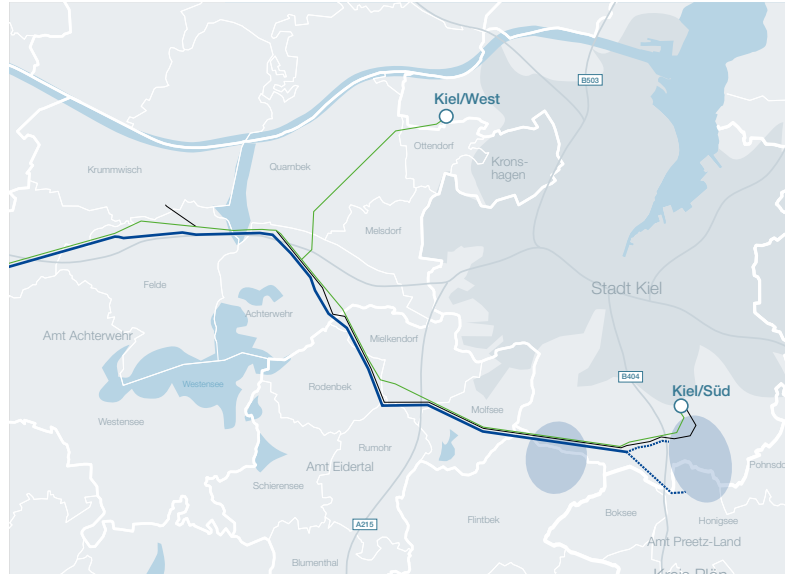 B503
Kiel/West
Ottendorf
Krons-
hagen
Quarnbek
Krummwisch
Melsdorf
Felde
Stadt Kiel
Achterwehr
Amt Achterwehr
Mielkendorf
B404
Westensee
Rodenbek
Kiel/Süd
Molfsee
Westensee
Rumohr
Amt Eidertal
Pohnsdo
Schierensee
Boksee
Flintbek
Honigsee
A215
Amt Preetz-Land
Blumenthal
Kreis Plön